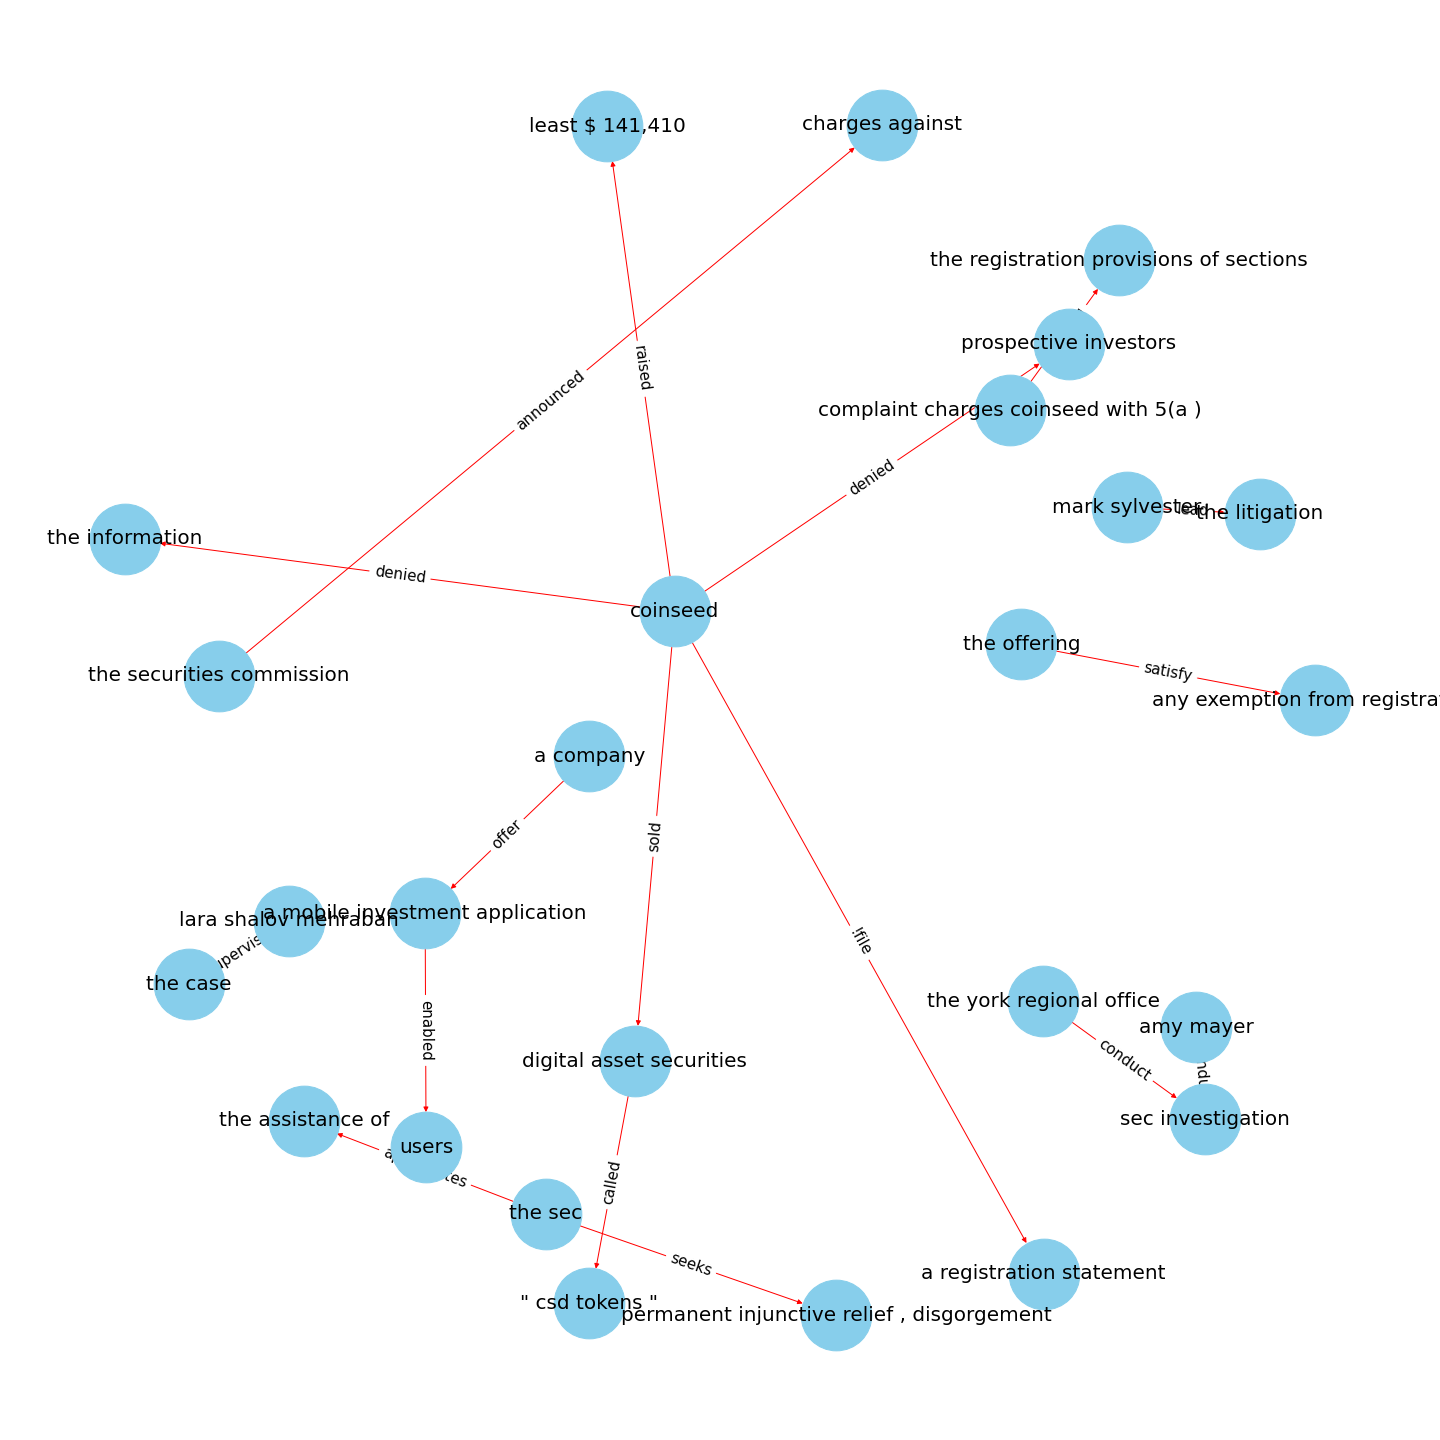 least $ 141,410
charges against
the registration provisions of sections
prospective investors
raised
announced
complaint charges coinseed with 5(a )
denied
mark sylvester
lead
the litigation
the information
denied
coinseed
the offering
satisfy
the securities commission
any exemption from registra
a company
offer
sold
lara shalov mehraban
a mobile investment application
!file
the case
the york regional office
amy mayer
enabled
conduct
digital asset securities
the assistance of
sec investigation
users
called
the sec
seeks
a registration statement
" csd tokens "
permanent injunctive relief , disgorgement